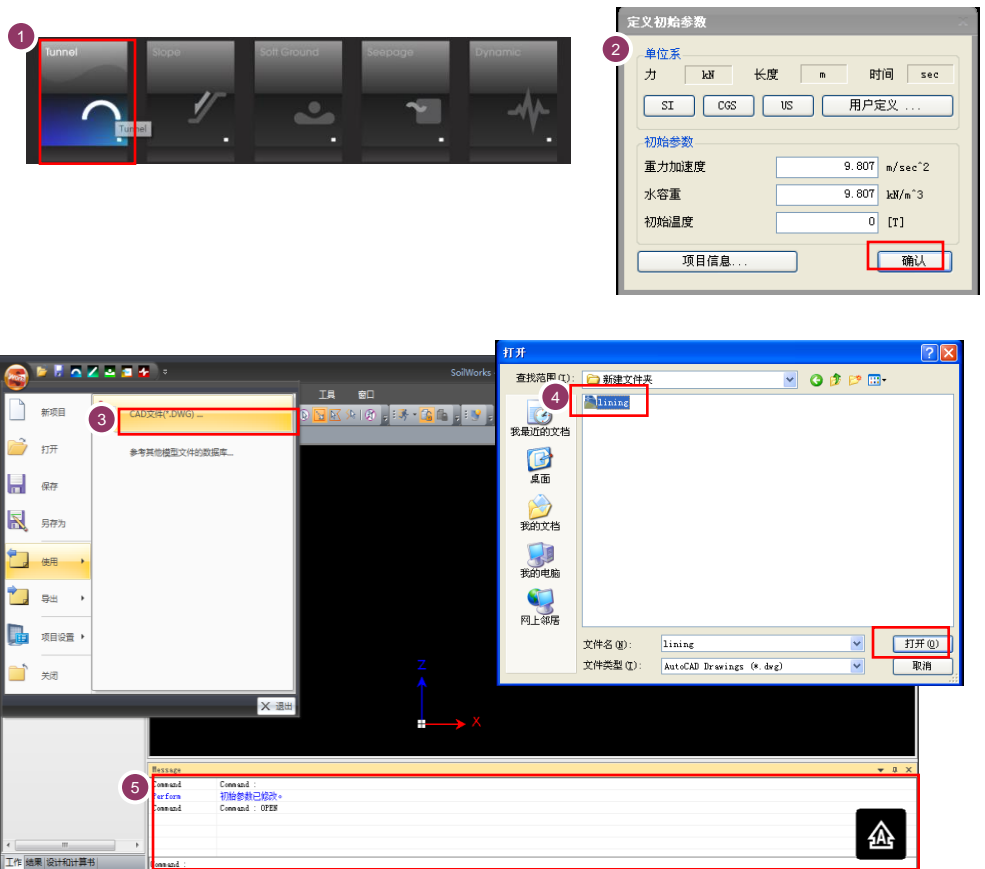 1
Tunnel
Slope
Soft Ground
Seepage
Dynamic
Tunnel
定义初始参数
2
单位系
力 kN 长度 m 时间 sec
SI CGS US 用户定义 ...
初始参数
重力加速度 9.807 m/sec^2
水容重 9.807 kN/m^3
初始温度 0 [T]
项目信息... 确认
SoilWorks
工具 窗口
新项目
打开
保存
另存为
使用
导出
项目设置
关闭
3
CAD文件(*.DWG) ...
参考其他模型文件的数据库...
X 退出
打开
查找范围(I): 新建文件夹
4
lining
我最近的文档
桌面
我的文档
我的电脑
网上邻居
文件名(N): lining 打开(O)
文件类型(T): AutoCAD Drawings (*.dwg) 取消
Z
X
Message
5
Command Command :
Perform 初始参数已修改。
Command Command : OPEN
Command :
工作 结果 设计和计算书
A